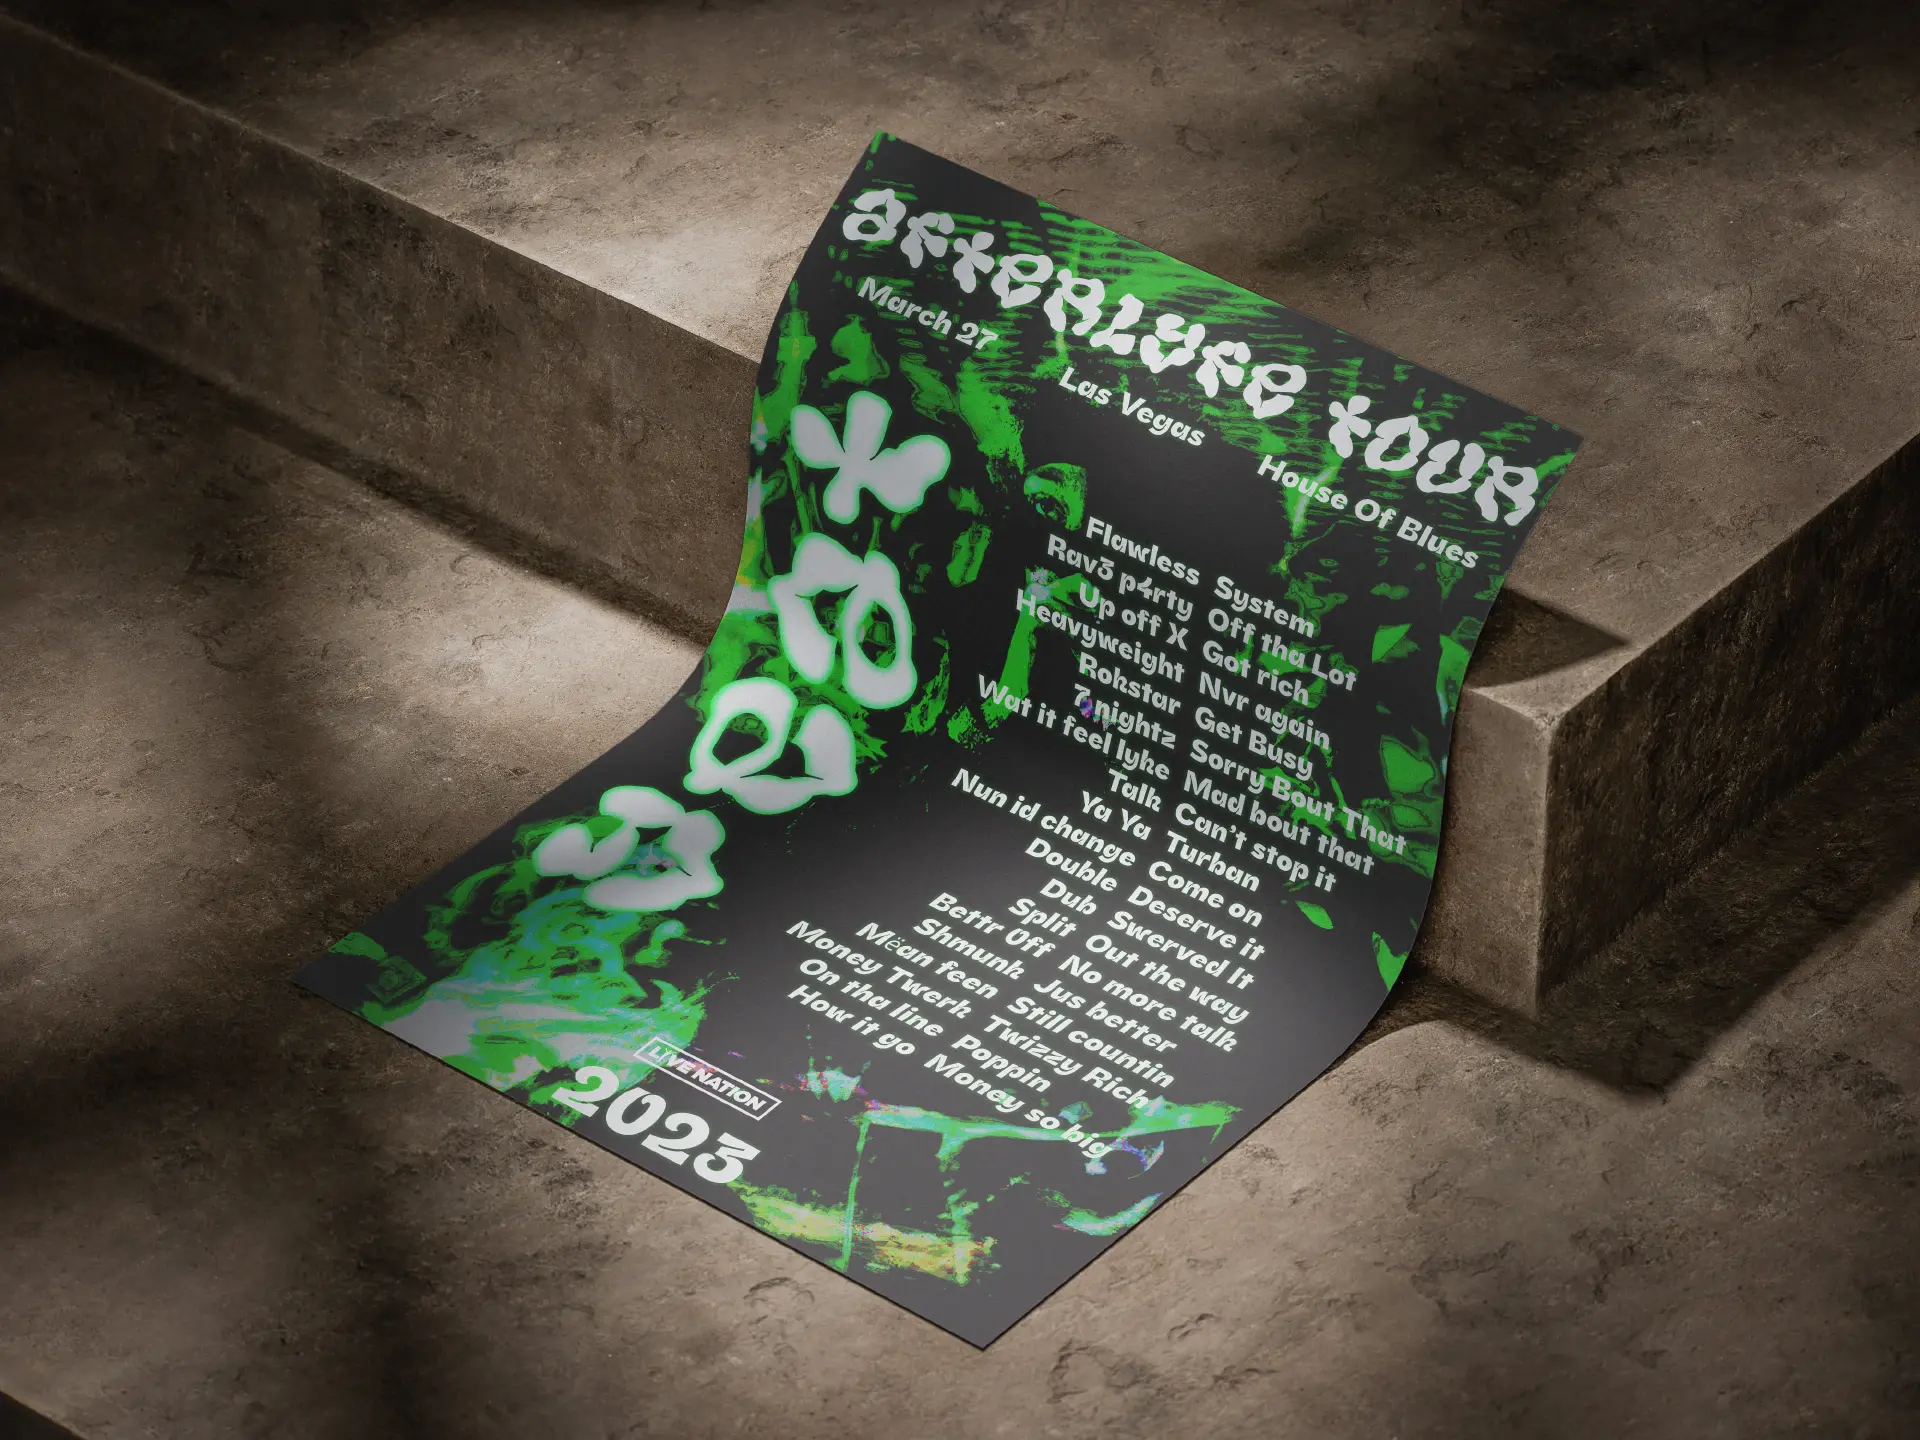 afteRlyfe tour
March 27 Las Vegas House Of Blues
yeat
Flawless System
Rav3 p4rty Off tha Lot
Up off X Got rich
Heavyweight Nvr again
Rokstar Get Busy
7 nightz Sorry Bout That
Wat it feel lyke Mad bout that
Talk Can't stop it
Ya Ya Turban
Nun id change Come on
Double Deserve it
Dub Swerved It
Split Out the way
Bettr 0ff No more talk
Shmunk Jus better
Mëan feen Still countin
Money Twerk Twizzy Rich
On tha line Poppin
How it go Money so big
LIVE NATION
2023